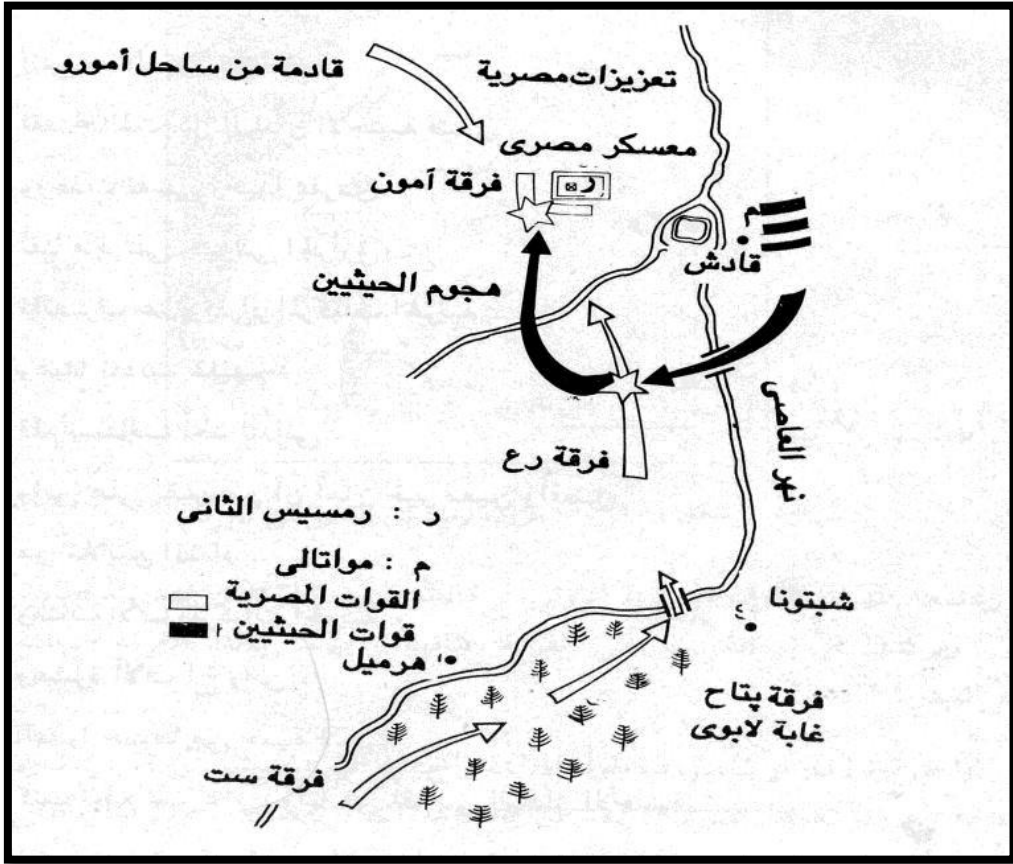 قادمة من ساحل أمورو
تعزيزات مصرية
معسكر مصرى
فرقة آمون
ر
م
قادش
هجوم الحيثيين
نهر العاصى
فرقة رع
ر : رمسيس الثانى
م : مواتالى
القوات المصرية
قوات الحيثيين
هرميل
شبتونا
فرقة پتاح
غابة لابوى
فرقة ست